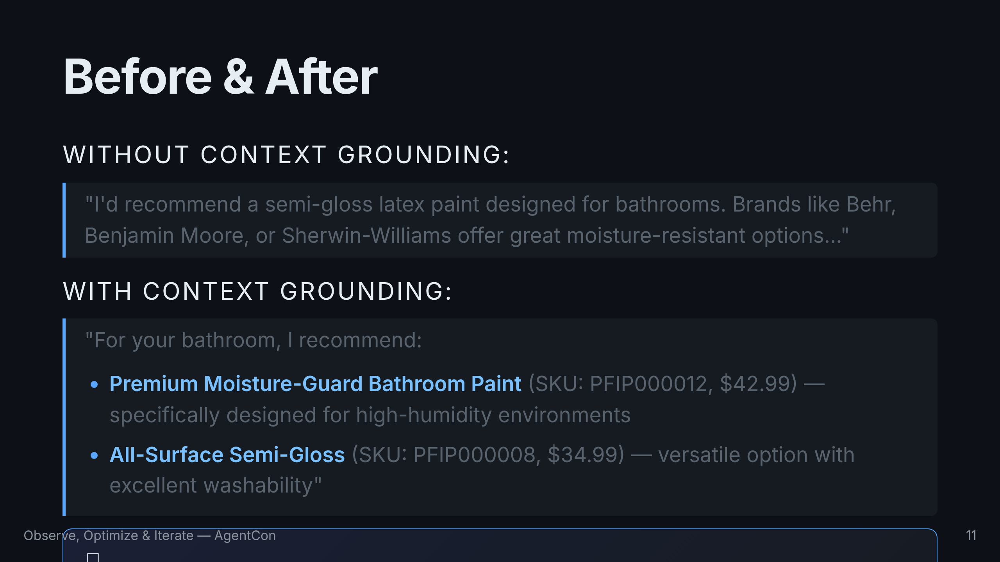 Before & After
WITHOUT CONTEXT GROUNDING:
"I'd recommend a semi-gloss latex paint designed for bathrooms. Brands like Behr,
Benjamin Moore, or Sherwin-Williams offer great moisture-resistant options..."
WITH CONTEXT GROUNDING:
"For your bathroom, I recommend:
• Premium Moisture-Guard Bathroom Paint (SKU: PFIP000012, $42.99) —
specifically designed for high-humidity environments
• All-Surface Semi-Gloss (SKU: PFIP000008, $34.99) — versatile option with
excellent washability"
Observe, Optimize & Iterate — AgentCon
11